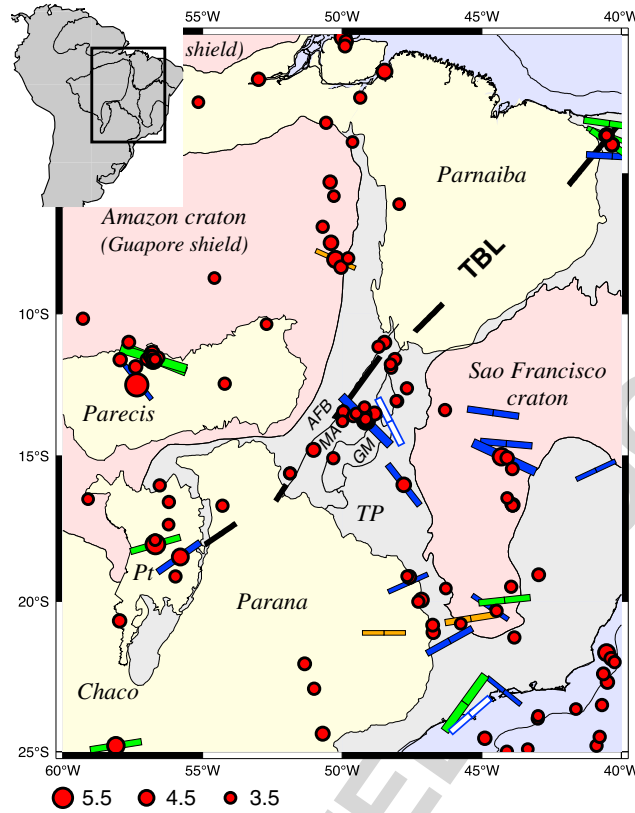 55°W 50°W 45°W 40°W
shield)
Parnaiba
Amazon craton
(Guapore shield)
TBL
10°S
Sao Francisco
craton
Parecis
AFB
MA
GM
15°S
TP
Pt
Parana
20°S
Chaco
25°S
60°W 55°W 50°W 45°W 40°W
5.5 4.5 3.5